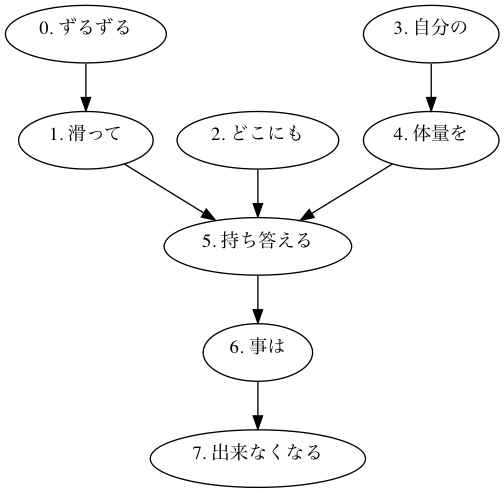 0. ずるずる
3. 自分の
1. 滑って
2. どこにも
4. 体量を
5. 持ち答える
6. 事は
7. 出来なくなる